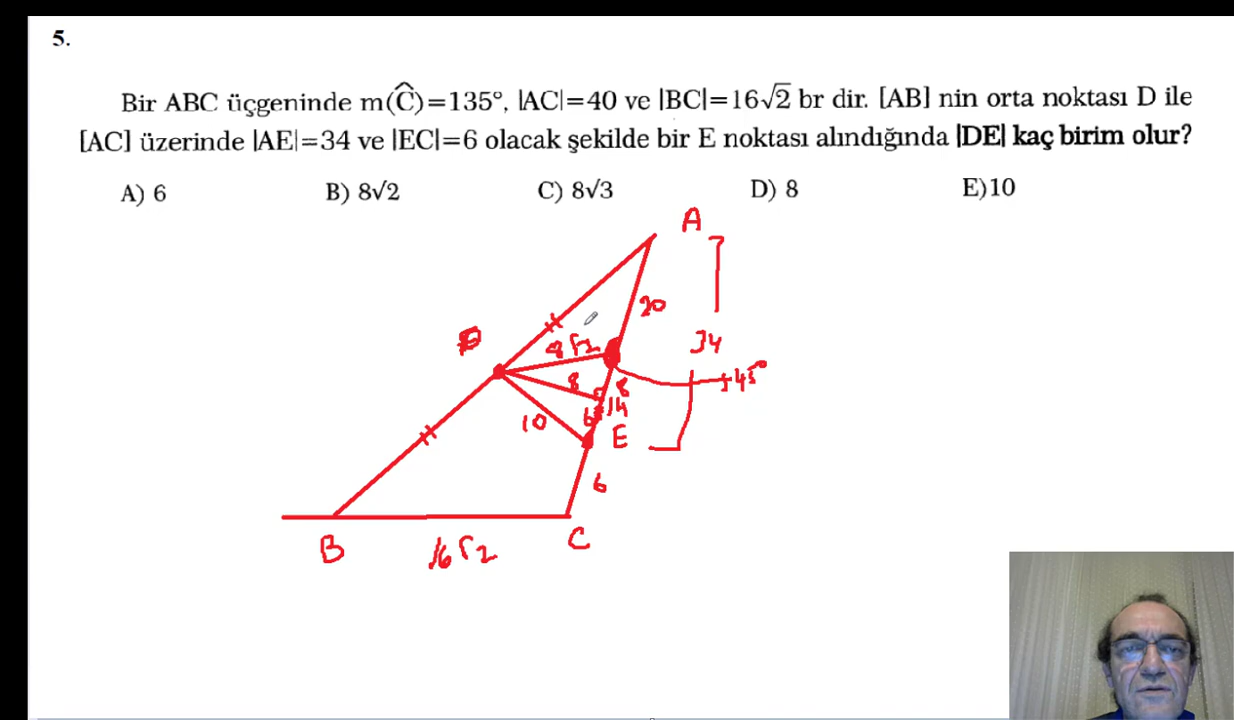 5.
Bir ABC üçgeninde m(Ĉ)=135°, |AC|=40 ve |BC|=16√2 br dir. [AB] nin orta noktası D ile
[AC] üzerinde |AE|=34 ve |EC|=6 olacak şekilde bir E noktası alındığında |DE| kaç birim olur?
A) 6 B) 8√2 C) 8√3 D) 8 E)10
A
20
8√2
34
8
8
45°
6
14
10
E
6
B
16√2
C